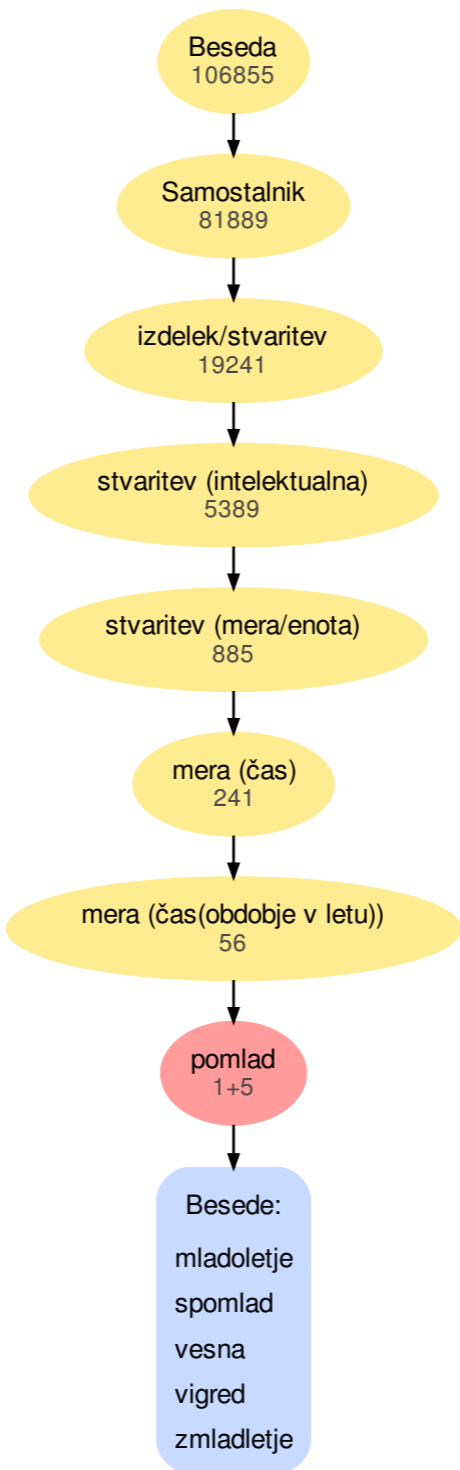 Beseda
106855
Samostalnik
81889
izdelek/stvaritev
19241
stvaritev (intelektualna)
5389
stvaritev (mera/enota)
885
mera (čas)
241
mera (čas(obdobje v letu))
56
pomlad
1+5
Besede:
mladoletje
spomlad
vesna
vigred
zmladletje